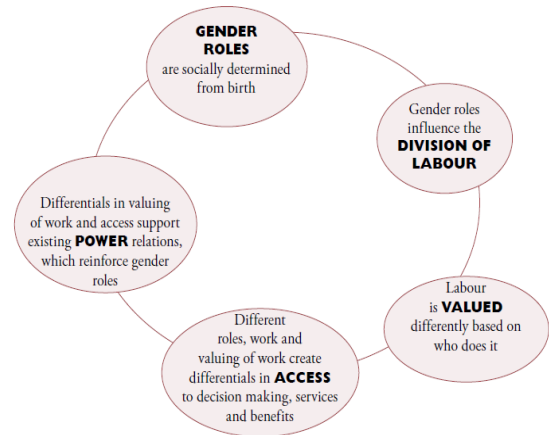 GENDER
ROLES
are socially determined
from birth
Gender roles
influence the
DIVISION OF
LABOUR
Labour
is VALUED
differently based on
who does it
Different
roles, work and
valuing of work create
differentials in ACCESS
to decision making, services
and benefits
Differentials in valuing
of work and access support
existing POWER relations,
which reinforce gender
roles